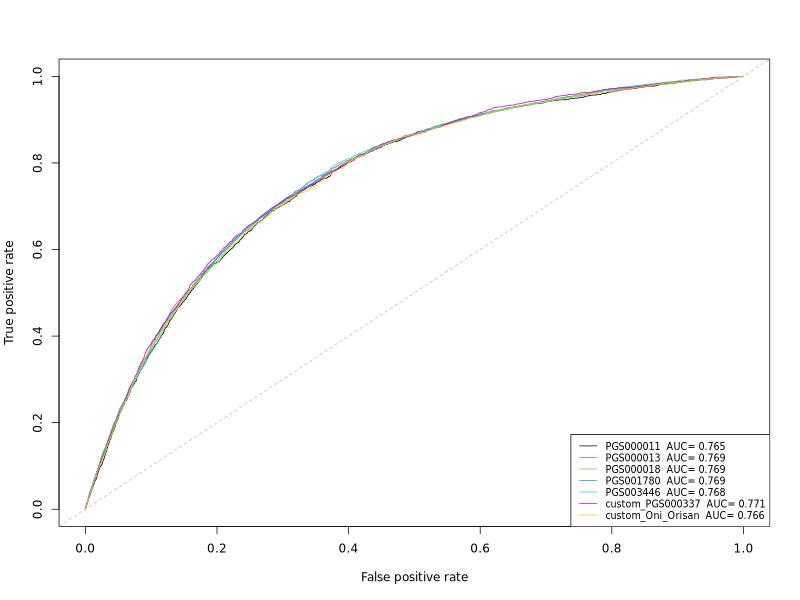 1.0
0.8
0.6
0.4
0.2
0.0
True positive rate
PGS000011 AUC= 0.765
PGS000013 AUC= 0.769
PGS000018 AUC= 0.769
PGS001780 AUC= 0.769
PGS003446 AUC= 0.768
custom_PGS000337 AUC= 0.771
custom_Oni_Orisan AUC= 0.766
0.0 0.2 0.4 0.6 0.8 1.0
False positive rate